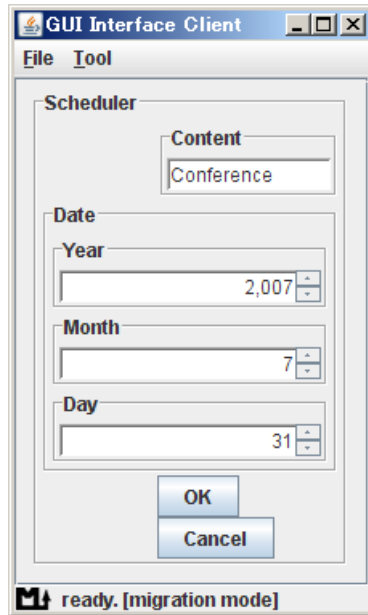 GUI Interface Client
File Tool
Scheduler
Content
Conference
Date
Year
2,007
Month
7
Day
31
OK
Cancel
ready. [migration mode]